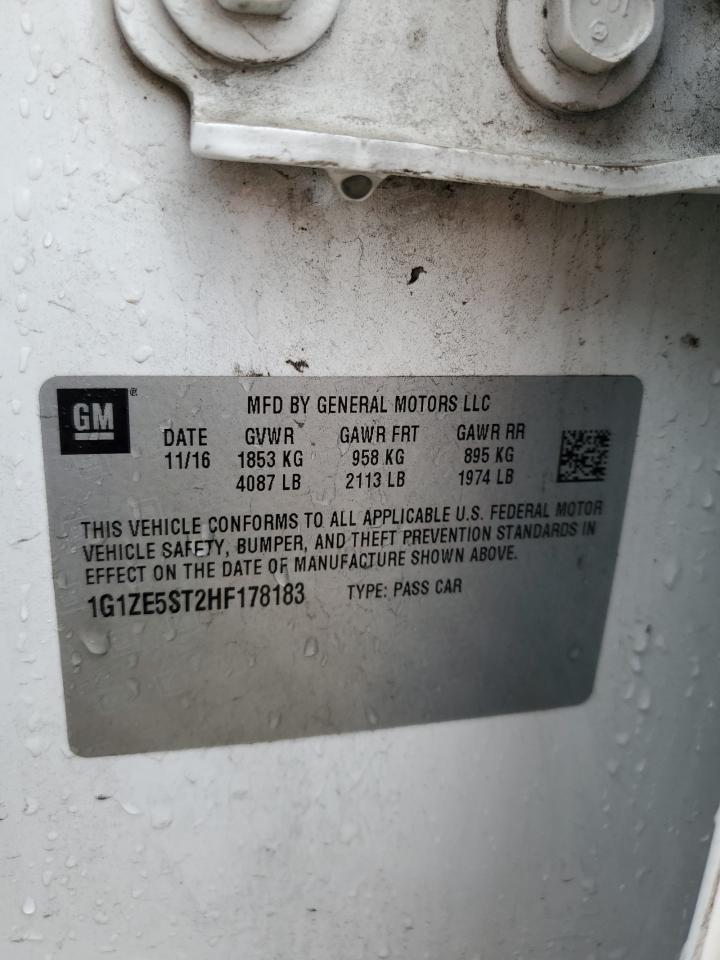 GM ®
MFD BY GENERAL MOTORS LLC
DATE GVWR GAWR FRT GAWR RR
11/16 1853 KG 958 KG 895 KG
4087 LB 2113 LB 1974 LB
THIS VEHICLE CONFORMS TO ALL APPLICABLE U.S. FEDERAL MOTOR
VEHICLE SAFETY, BUMPER, AND THEFT PREVENTION STANDARDS IN
EFFECT ON THE DATE OF MANUFACTURE SHOWN ABOVE.
1G1ZE5ST2HF178183 TYPE: PASS CAR